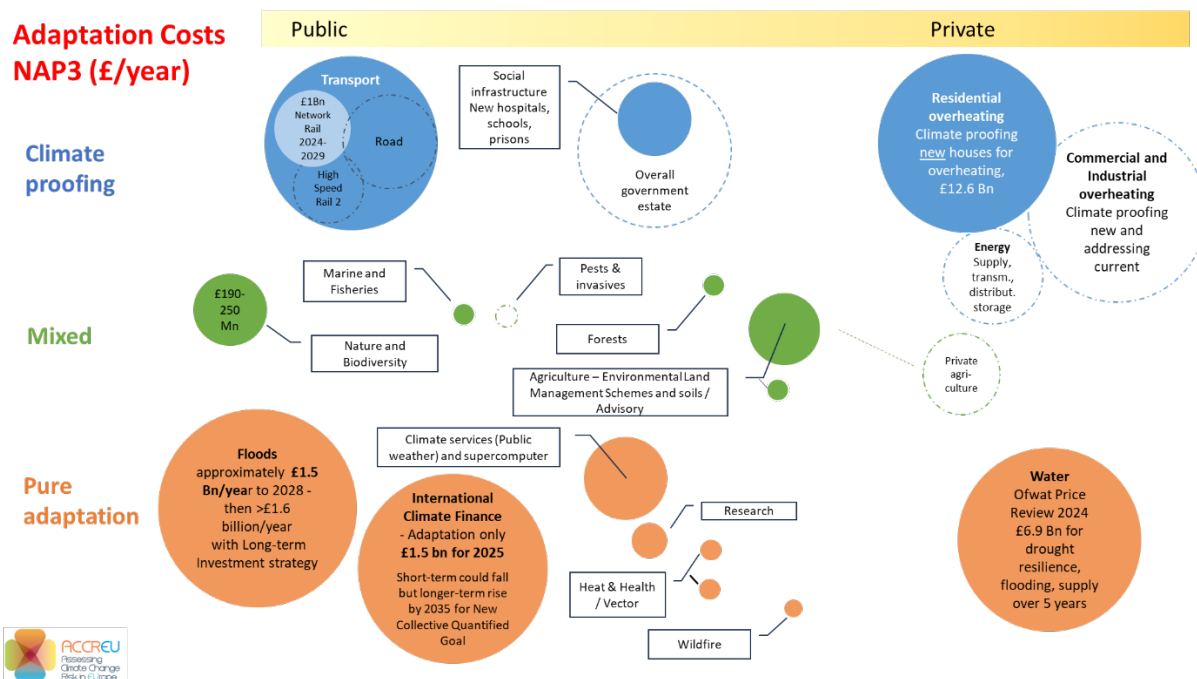 Adaptation Costs
NAP3 (£/year)
Public
Private
Climate
proofing
Transport
£1Bn
Network
Rail
2024-
2029
Road
High
Speed
Rail 2
Social
infrastructure
New hospitals,
schools,
prisons
Overall
government
estate
Residential
overheating
Climate proofing
new houses for
overheating,
£12.6 Bn
Commercial and
Industrial
overheating
Climate proofing
new and
addressing
current
Energy
Supply,
transm.,
distribut.
storage
Mixed
£190-
250
Mn
Marine and
Fisheries
Nature and
Biodiversity
Pests &
invasives
Forests
Agriculture – Environmental Land
Management Schemes and soils /
Advisory
Private
agri-
culture
Pure
adaptation
Floods
approximately £1.5
Bn/year to 2028 -
then >£1.6
billion/year
with Long-term
Investment strategy
Climate services (Public
weather) and supercomputer
International
Climate Finance
- Adaptation only
£1.5 bn for 2025
Short-term could fall
but longer-term rise
by 2035 for New
Collective Quantified
Goal
Research
Heat & Health
/ Vector
Wildfire
Water
Ofwat Price
Review 2024
£6.9 Bn for
drought
resilience,
flooding, supply
over 5 years
ACCREU
Assessing
Climate Change
Risk in EUrope